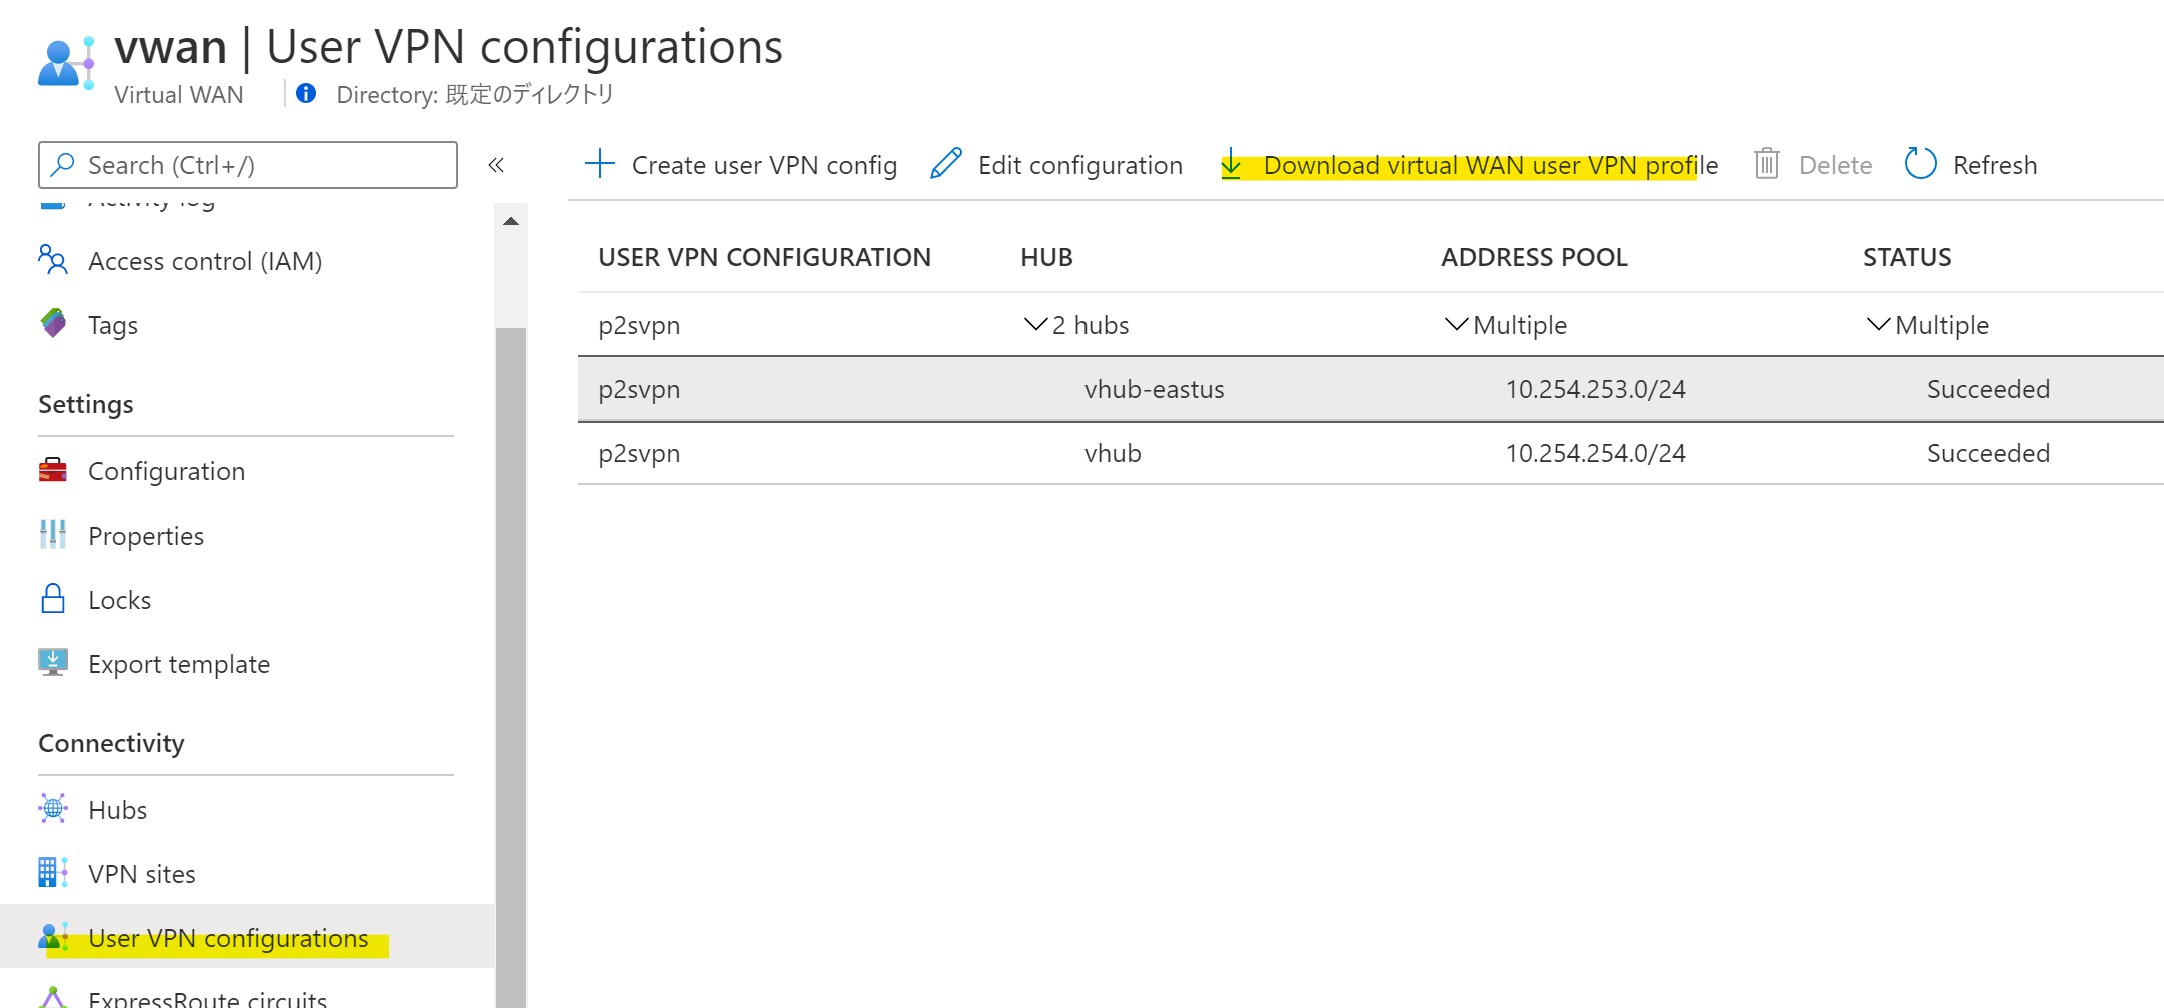 vwan | User VPN configurations
Virtual WAN
Directory: 既定のディレクトリ
Search (Ctrl+/)
«
Create user VPN config
Edit configuration
Download virtual WAN user VPN profile
Delete
Refresh
Activity log
Access control (IAM)
Tags
Settings
Configuration
Properties
Locks
Export template
Connectivity
Hubs
VPN sites
User VPN configurations
ExpressRoute circuits
USER VPN CONFIGURATION HUB ADDRESS POOL STATUS
p2svpn 2 hubs Multiple Multiple
p2svpn vhub-eastus 10.254.253.0/24 Succeeded
p2svpn vhub 10.254.254.0/24 Succeeded